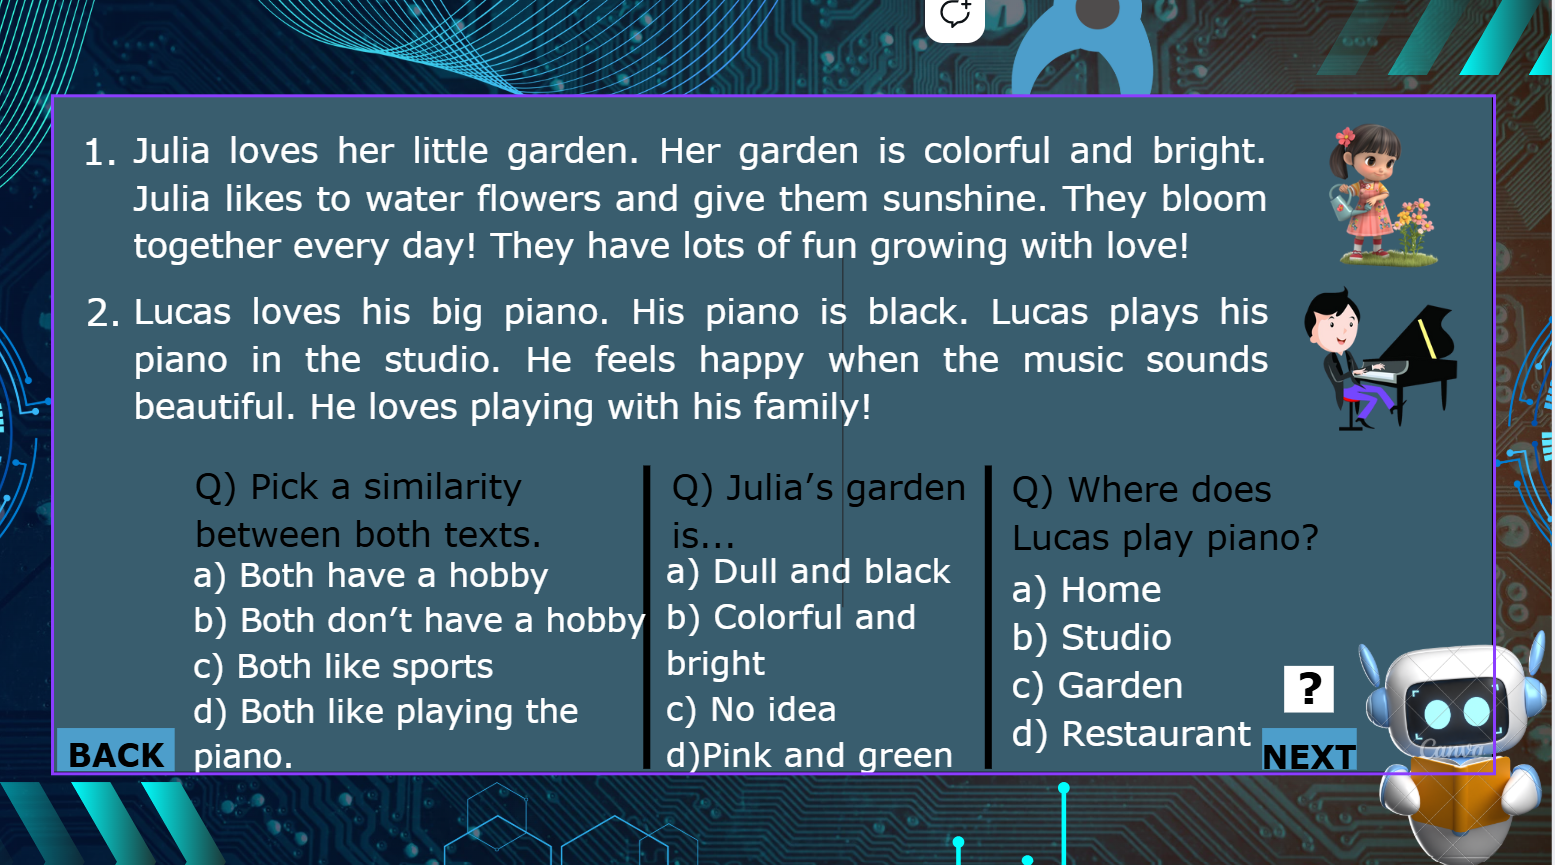 1. Julia loves her little garden. Her garden is colorful and bright.
Julia likes to water flowers and give them sunshine. They bloom
together every day! They have lots of fun growing with love!
2. Lucas loves his big piano. His piano is black. Lucas plays his
piano in the studio. He feels happy when the music sounds
beautiful. He loves playing with his family!
Q) Pick a similarity
between both texts.
a) Both have a hobby
b) Both don’t have a hobby
c) Both like sports
d) Both like playing the
piano.
Q) Julia’s garden
is...
a) Dull and black
b) Colorful and
bright
c) No idea
d)Pink and green
Q) Where does
Lucas play piano?
a) Home
b) Studio
c) Garden
d) Restaurant
?
BACK
NEXT
Canva